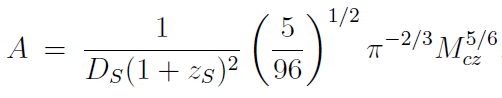 A = \frac{1}{D_S(1+z_S)^2} \left( \frac{5}{96} \right)^{1/2} \pi^{-2/3} M_{cz}^{5/6}